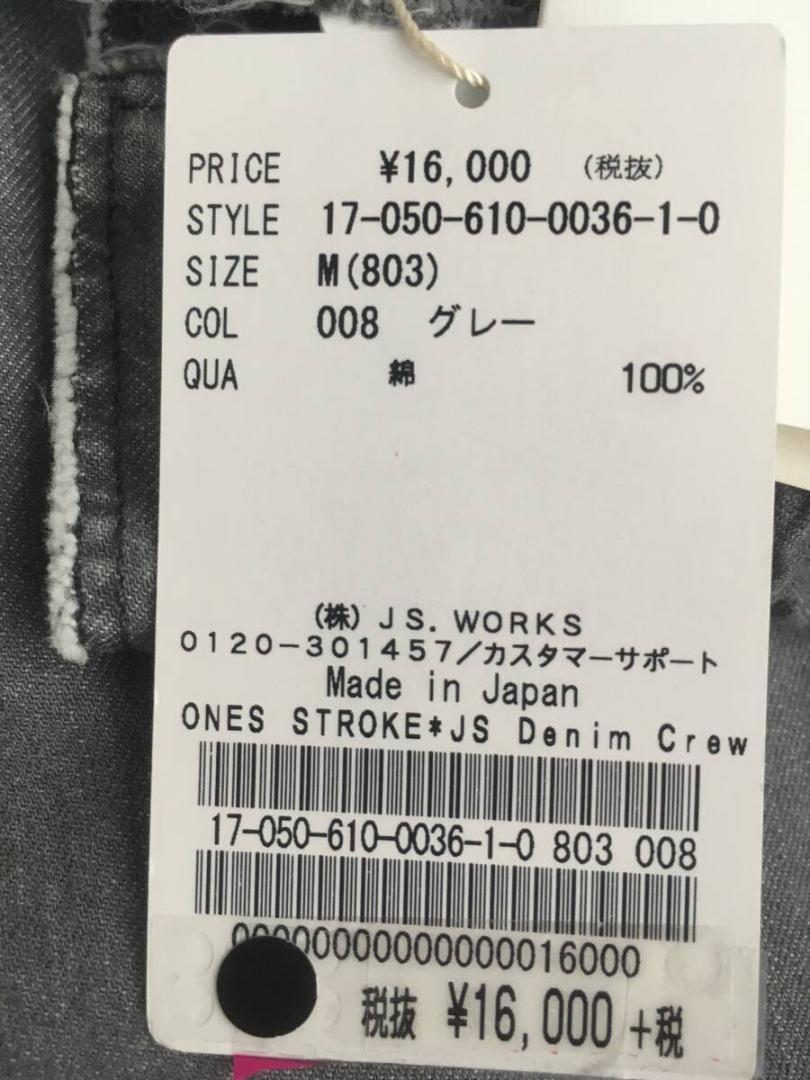 PRICE ¥16,000 (税抜)
STYLE 17-050-610-0036-1-0
SIZE M(803)
COL 008 グレー
QUA 綿 100%
(株)JS.WORKS
0120-301457/カスタマーサポート
Made in Japan
ONES STROKE*JS Denim Crew
17-050-610-0036-1-0 803 008
税抜 ¥16,000 +税